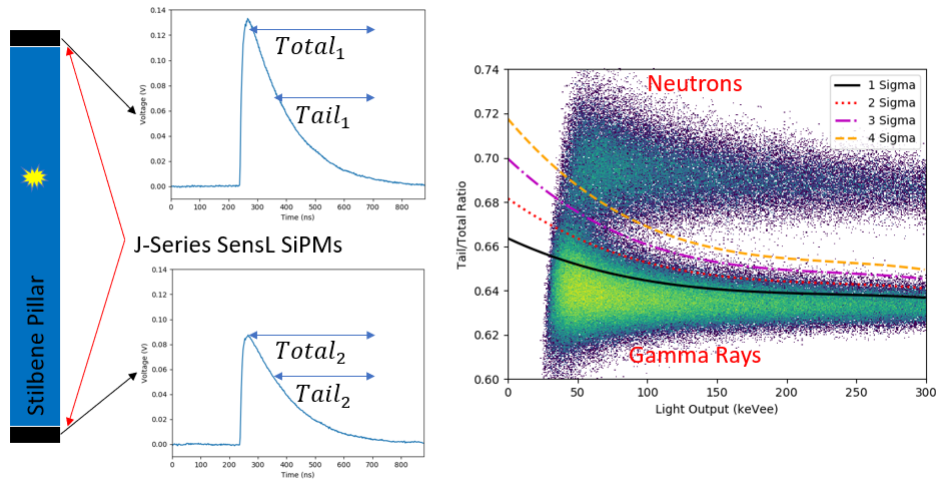 Stilbene Pillar
0.14
0.12
0.10
0.08
0.06
0.04
0.02
0.00
Voltage (V)
Total₁
Tail₁
0 100 200 300 400 500 600 700 800
Time (ns)
J-Series SensL SiPMs
0.14
0.12
0.10
0.08
0.06
0.04
0.02
0.00
Voltage (V)
Total₂
Tail₂
0 100 200 300 400 500 600 700 800
Time (ns)
0.74
0.72
0.70
0.68
0.66
0.64
0.62
0.60
Tail/Total Ratio
Neutrons
1 Sigma
2 Sigma
3 Sigma
4 Sigma
Gamma Rays
0 50 100 150 200 250 300
Light Output (keVee)